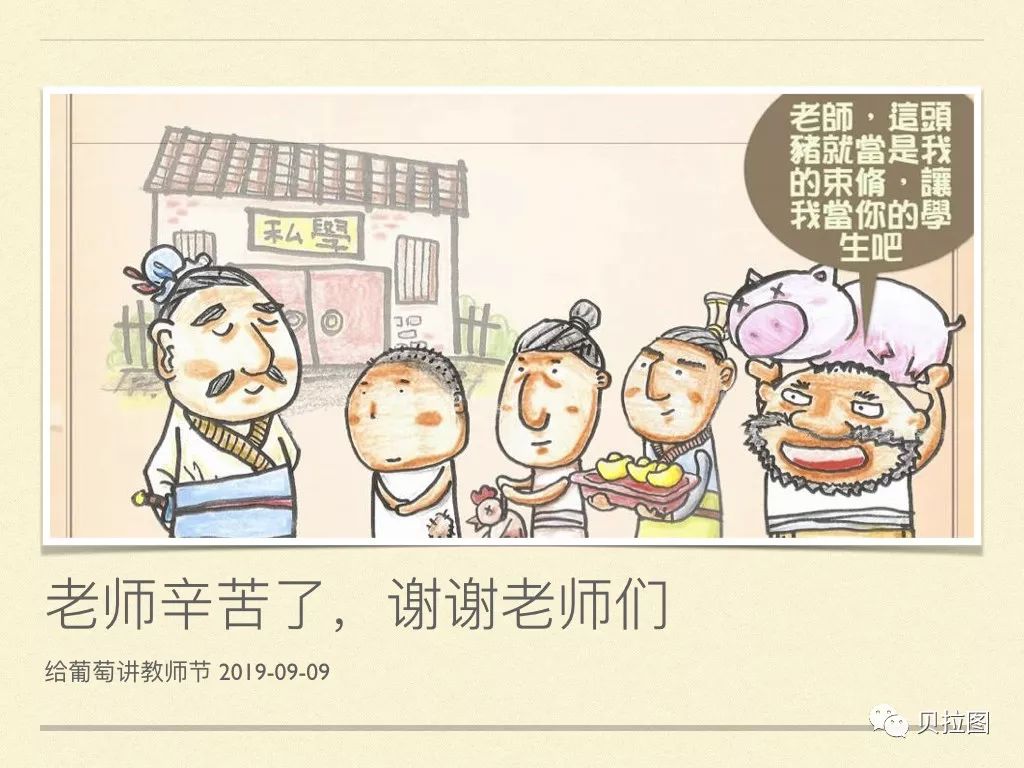 老師，這頭
豬就當是我
的束脩，讓
我當你的學
生吧
私學
老师辛苦了，谢谢老师们
给葡萄讲教师节 2019-09-09
贝拉图